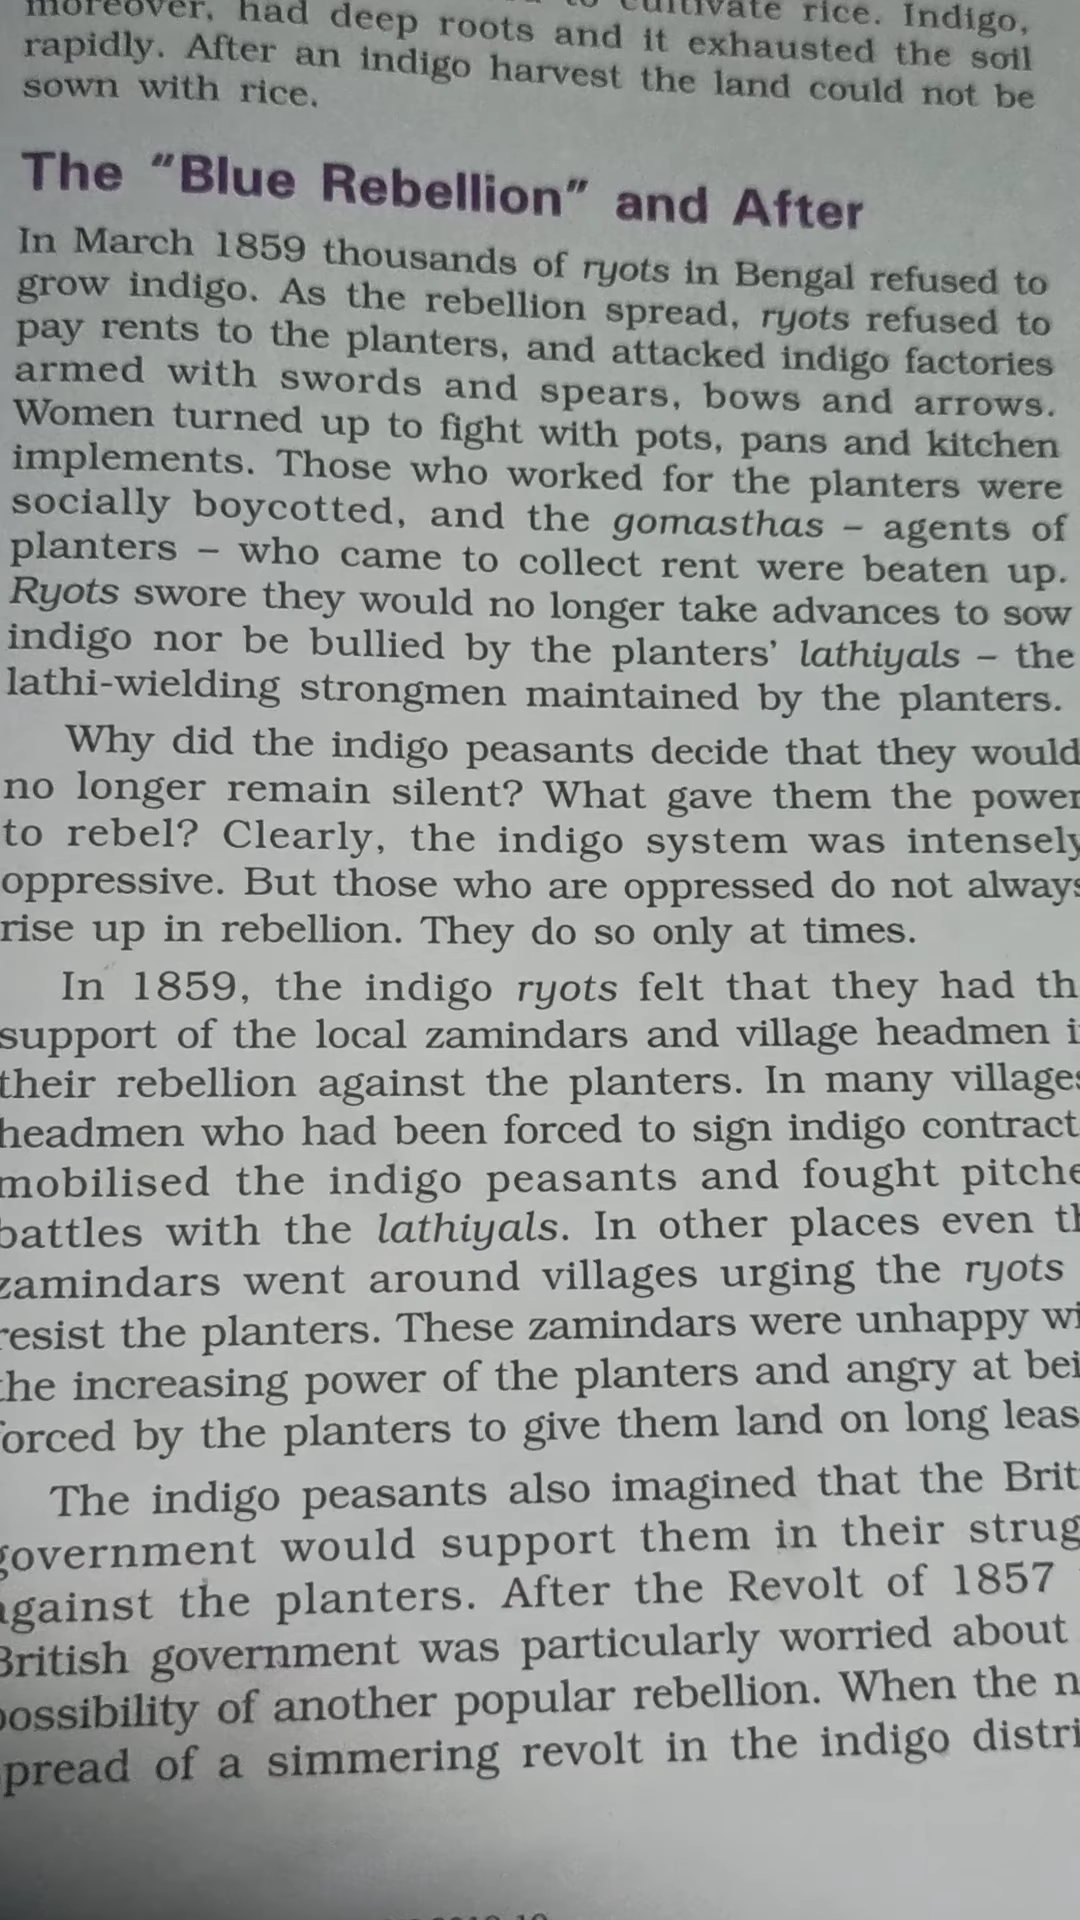 moreover, had deep roots and it exhausted the soil
cultivate rice. Indigo,
rapidly. After an indigo harvest the land could not be
sown with rice.
The "Blue Rebellion" and After
In March 1859 thousands of ryots in Bengal refused to
grow indigo. As the rebellion spread, ryots refused to
pay rents to the planters, and attacked indigo factories
armed with swords and spears, bows and arrows.
Women turned up to fight with pots, pans and kitchen
implements. Those who worked for the planters were
socially boycotted, and the gomasthas – agents of
planters – who came to collect rent were beaten up.
Ryots swore they would no longer take advances to sow
indigo nor be bullied by the planters' lathiyals – the
lathi-wielding strongmen maintained by the planters.
Why did the indigo peasants decide that they would
no longer remain silent? What gave them the power
to rebel? Clearly, the indigo system was intensely
oppressive. But those who are oppressed do not always
rise up in rebellion. They do so only at times.
In 1859, the indigo ryots felt that they had th
support of the local zamindars and village headmen i
their rebellion against the planters. In many villages
headmen who had been forced to sign indigo contract
mobilised the indigo peasants and fought pitche
battles with the lathiyals. In other places even th
zamindars went around villages urging the ryots
resist the planters. These zamindars were unhappy wi
the increasing power of the planters and angry at bei
forced by the planters to give them land on long leas
The indigo peasants also imagined that the Brit
government would support them in their strug
against the planters. After the Revolt of 1857
British government was particularly worried about
possibility of another popular rebellion. When the n
spread of a simmering revolt in the indigo distri